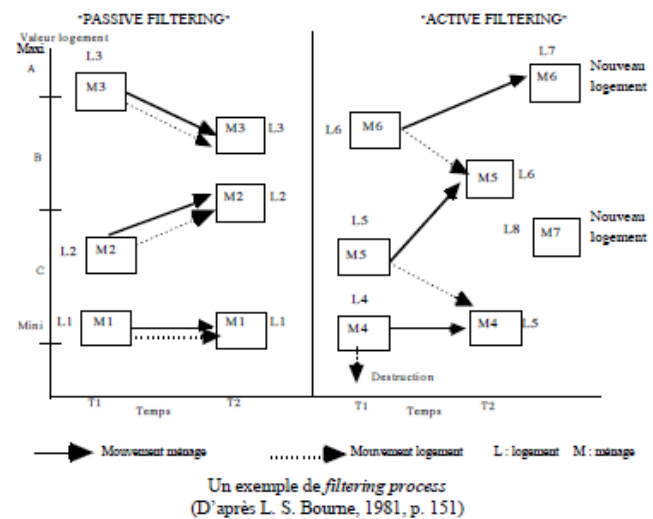 "PASSIVE FILTERING"
"ACTIVE FILTERING"
Valeur logement
Maxi
A
B
C
Mini
L3
M3
M3
L3
M2
L2
L2
M2
L1
M1
M1
L1
T1
Temps
T2
L7
M6
Nouveau
logement
L6
M6
M5
L6
L5
M5
L8
M7
Nouveau
logement
L4
M4
M4
L5
Destruction
T1
Temps
T2
Mouvement ménage
Mouvement logement
L : logement
M : ménage
Un exemple de filtering process
(D'après L. S. Bourne, 1981, p. 151)